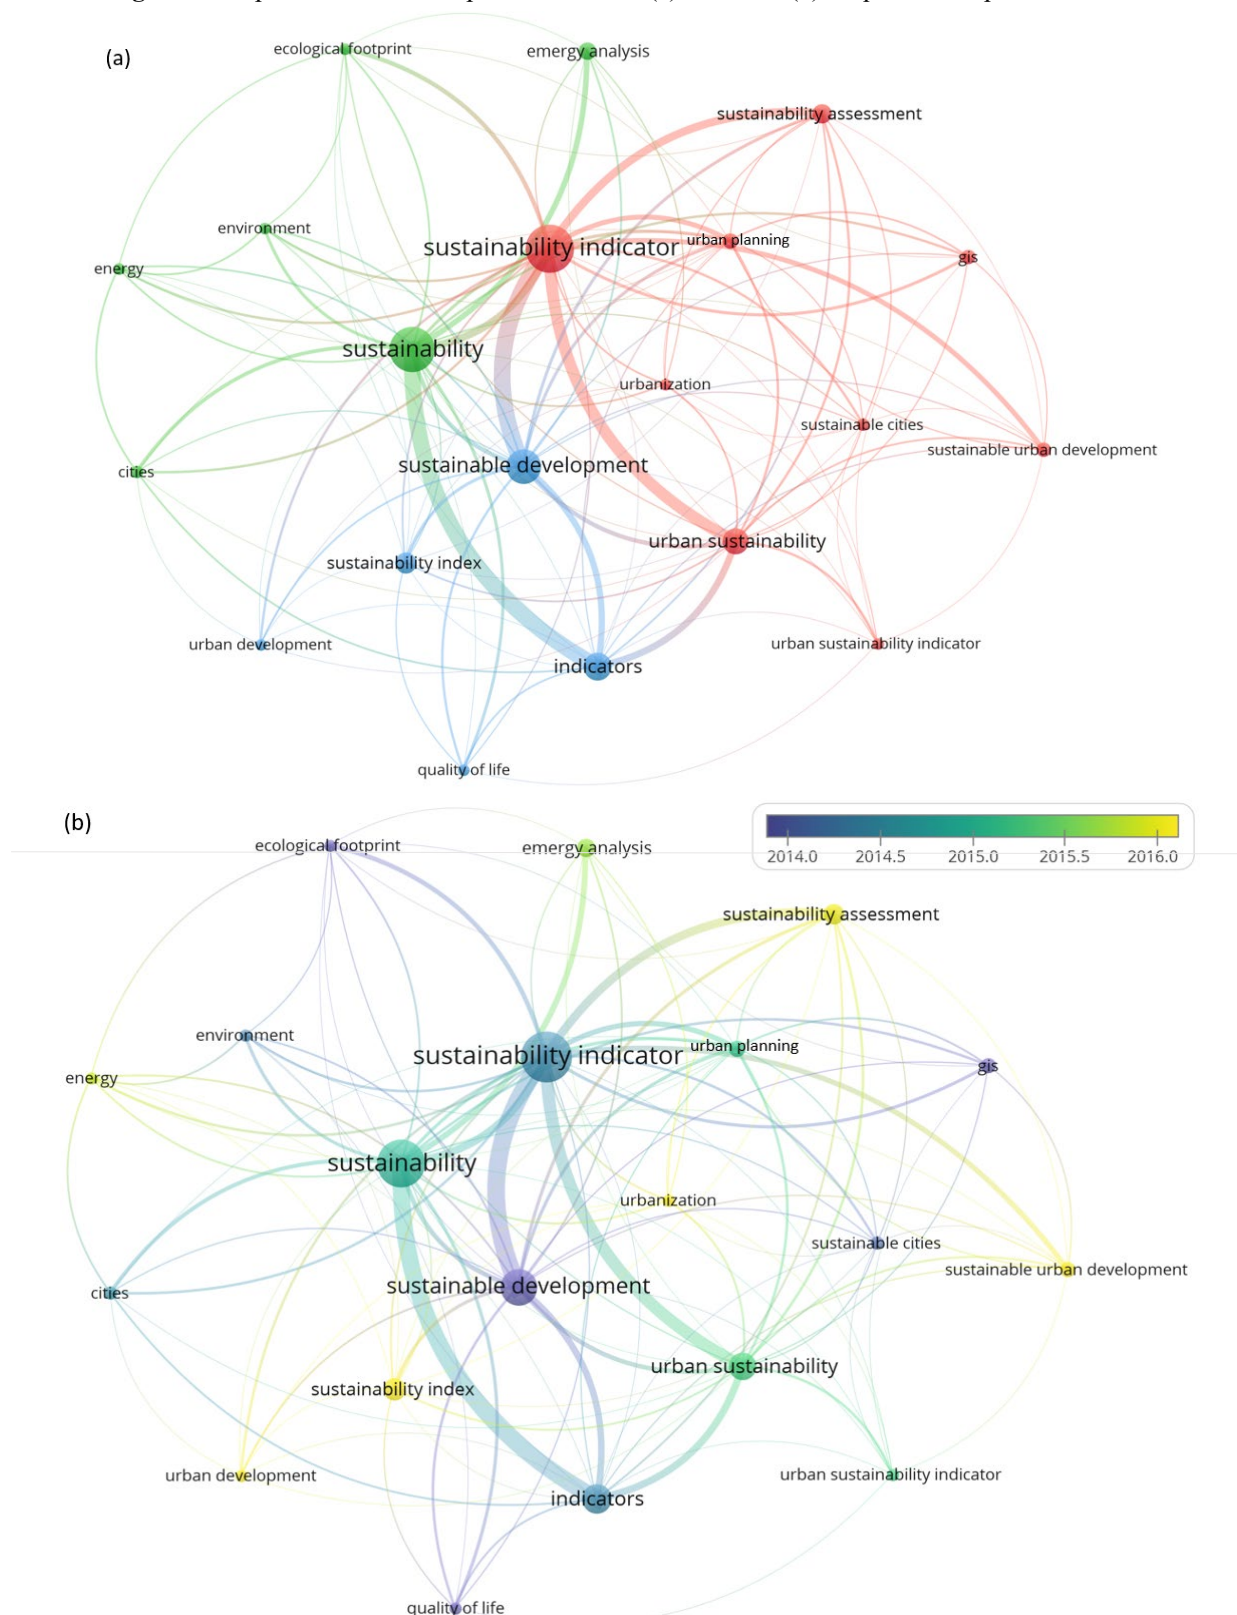 (a)
ecological footprint
emergy analysis
sustainability assessment
environment
sustainability indicator
urban planning
gis
energy
sustainability
urbanization
sustainable cities
sustainable urban development
cities
sustainable development
urban sustainability
sustainability index
urban development
indicators
urban sustainability indicator
quality of life
(b)
2014.0 2014.5 2015.0 2015.5 2016.0
ecological footprint
emergy analysis
sustainability assessment
environment
sustainability indicator
urban planning
gis
energy
sustainability
urbanization
sustainable cities
sustainable urban development
cities
sustainable development
urban sustainability
sustainability index
urban development
indicators
urban sustainability indicator
quality of life